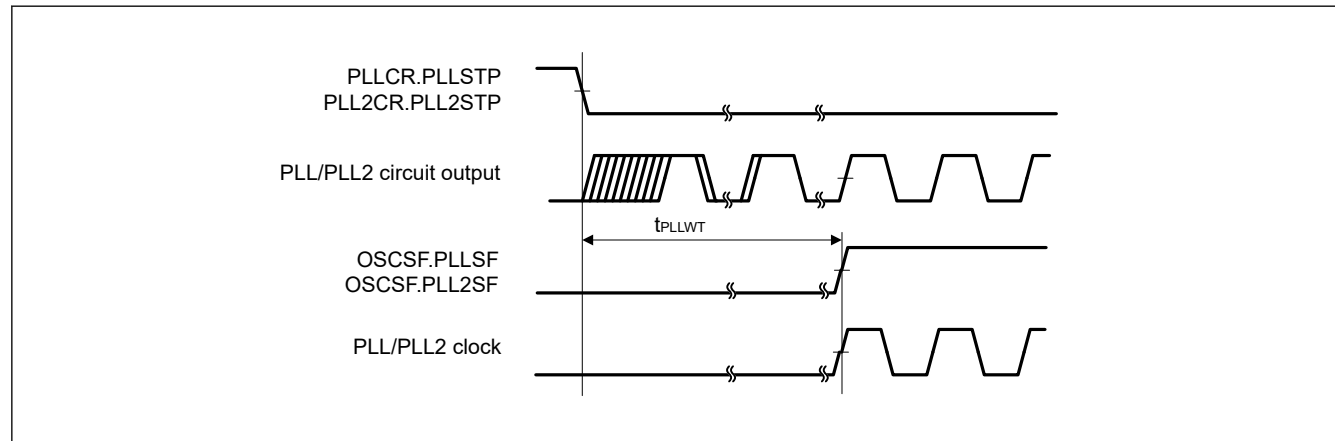 PLLCR.PLLSTP
PLL2CR.PLL2STP
PLL/PLL2 circuit output
tPLLWT
OSCSF.PLLSF
OSCSF.PLL2SF
PLL/PLL2 clock